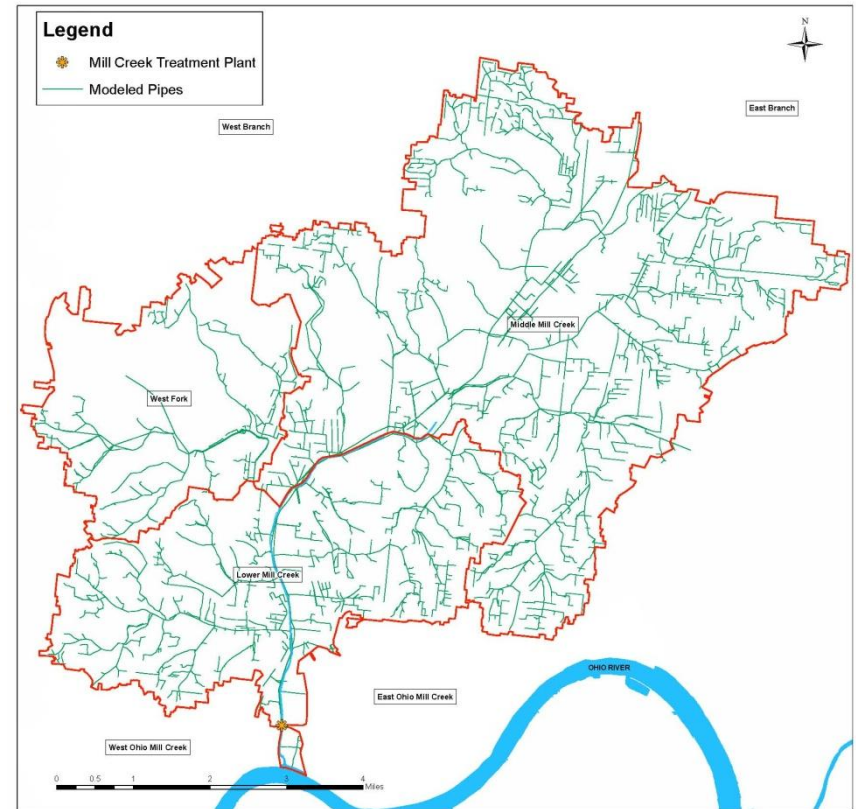 Legend
Mill Creek Treatment Plant
Modeled Pipes
N
West Branch
East Branch
Middle Mill Creek
West Fork
Lower Mill Creek
OHIO RIVER
East Ohio Mill Creek
West Ohio Mill Creek
0 0.5 1 2 3 4
Miles